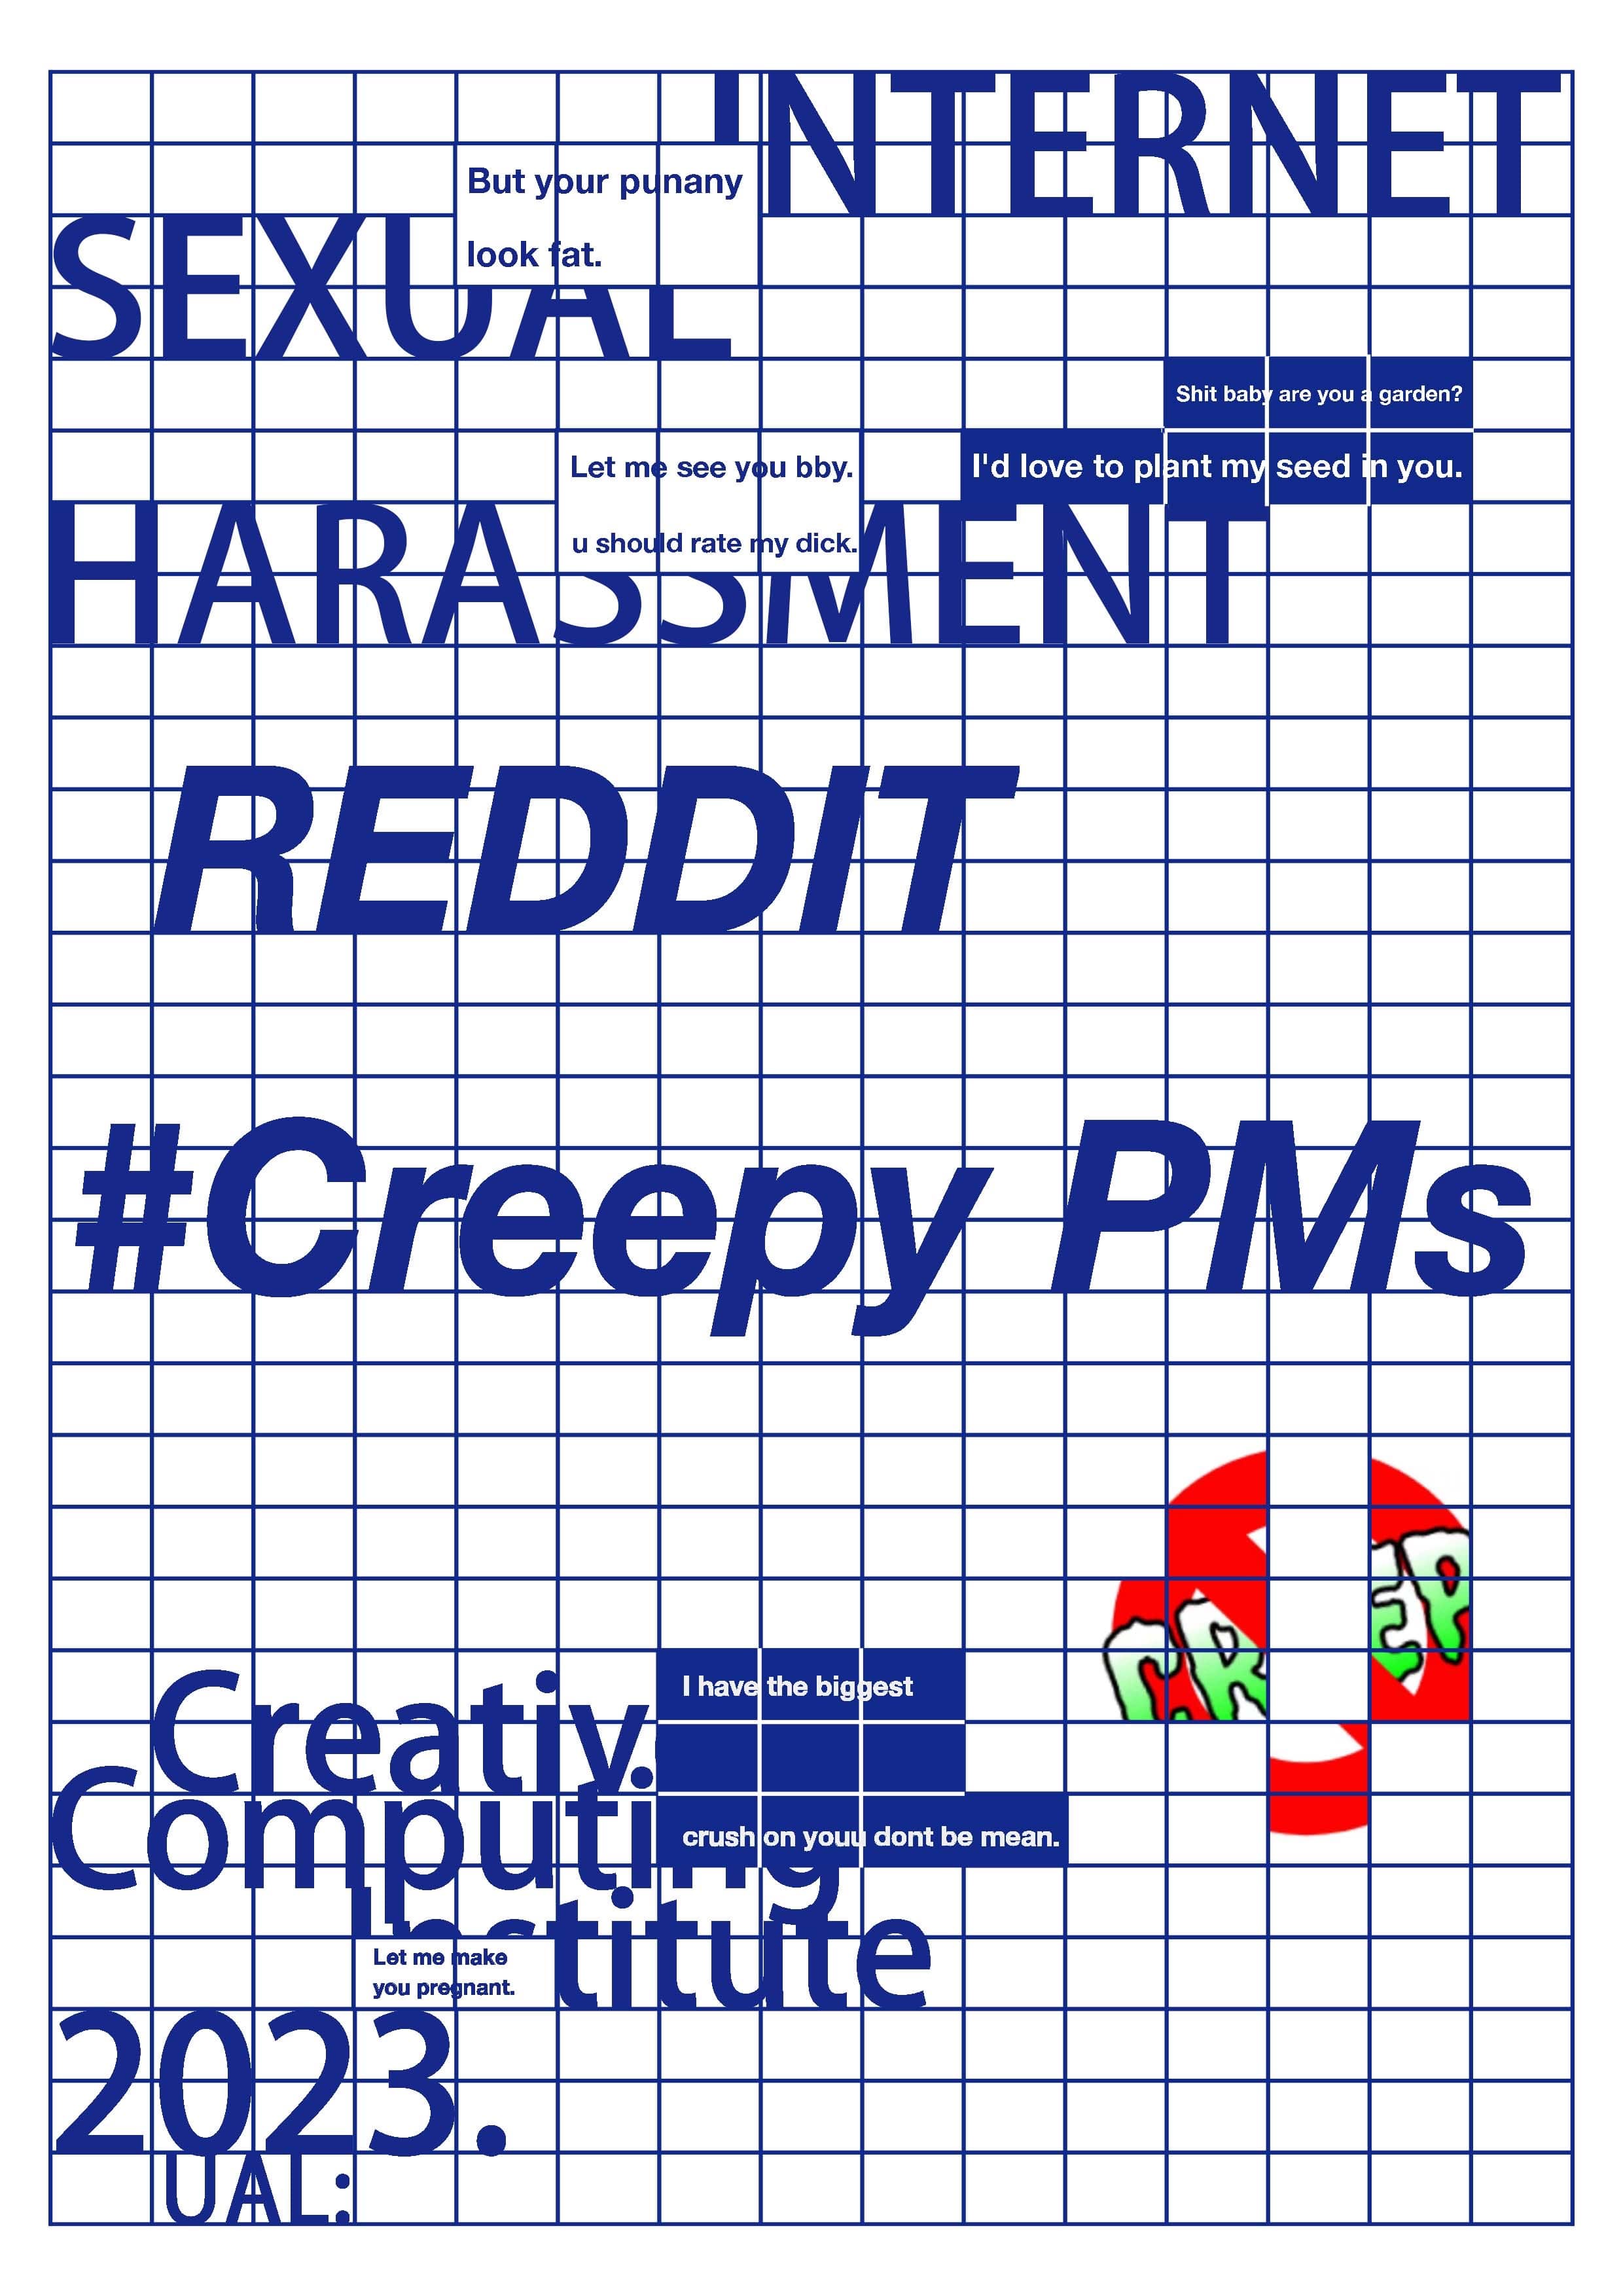 INTERNET
But your punany
look fat.
SEXUAL
Shit baby are you a garden?
I'd love to plant my seed in you.
Let me see you bby.
u should rate my dick.
HARASSMENT
REDDIT
#Creepy PMs
CR EP
Creativ
I have the biggest
Computing
crush on youu dont be mean.
Institute
Let me make
you pregnant.
2023.
UAL: